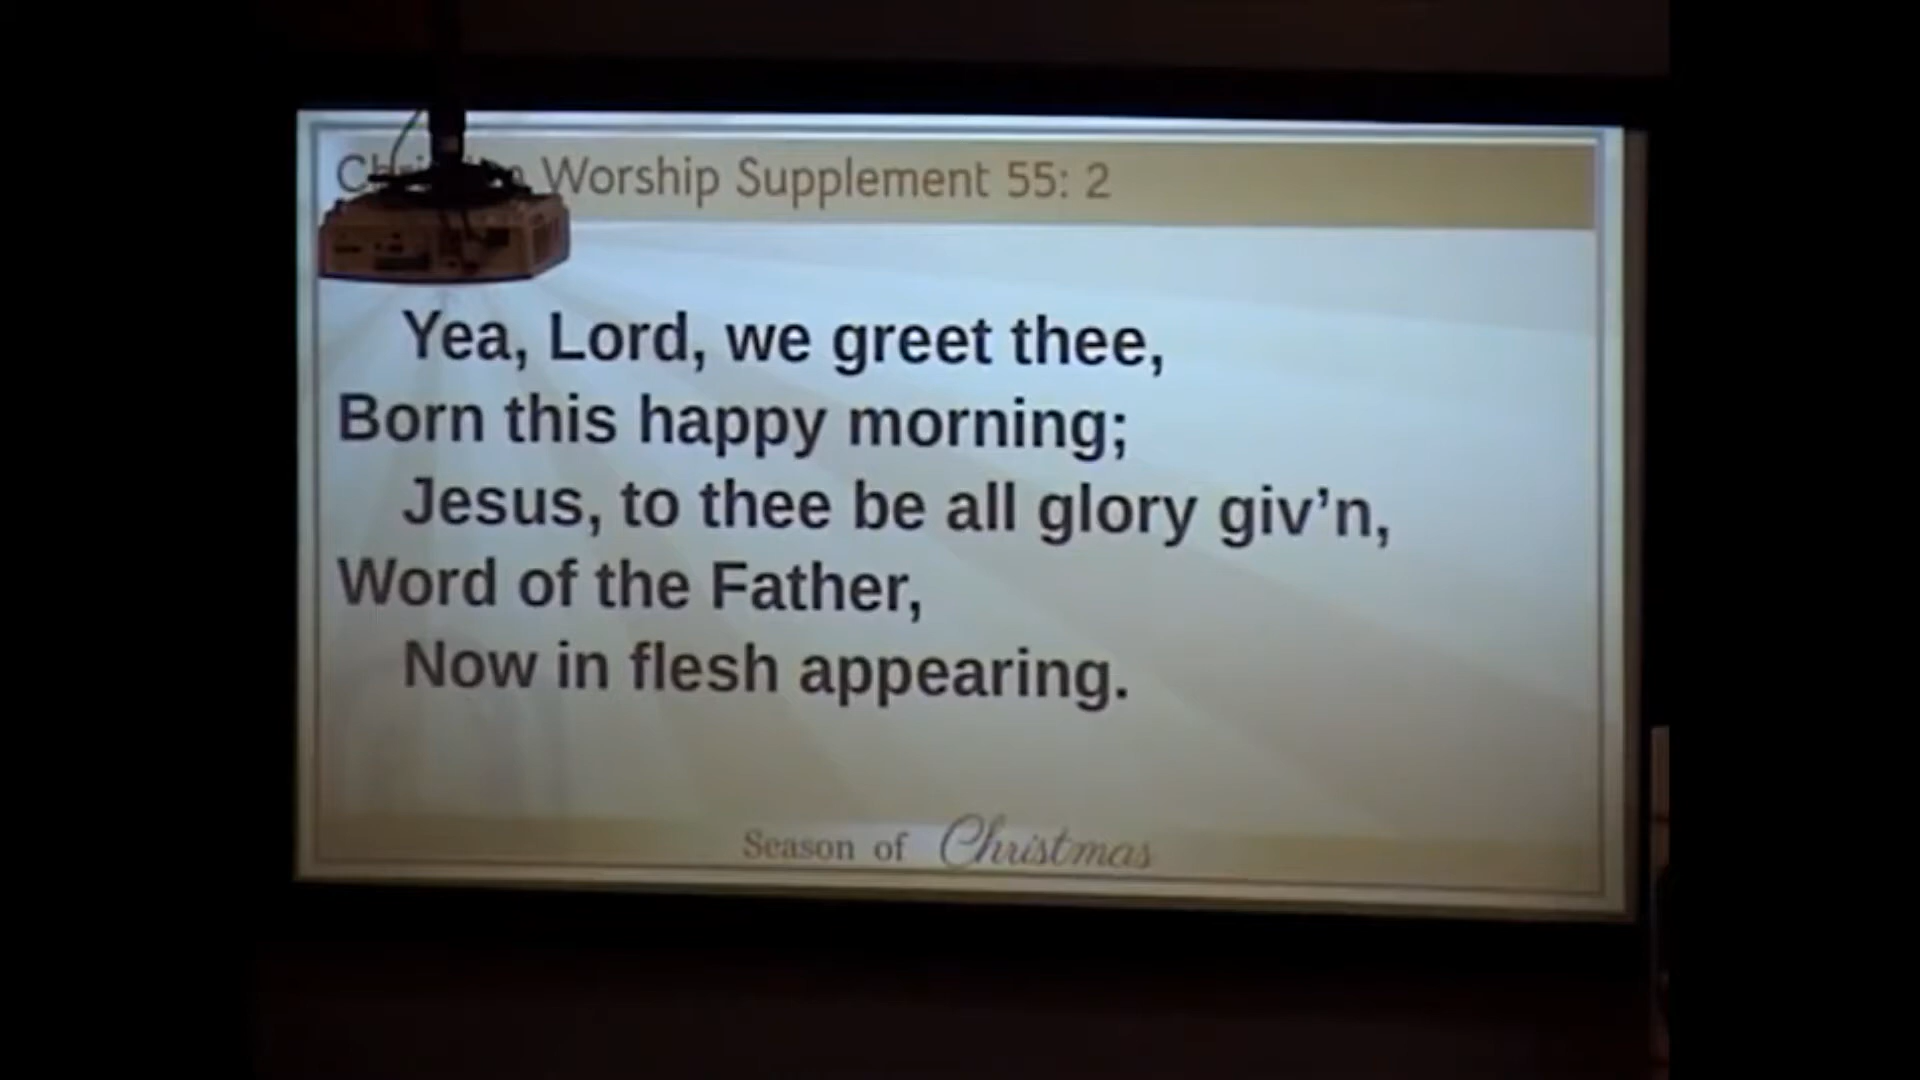 Worship Supplement 55: 2
Yea, Lord, we greet thee,
Born this happy morning;
Jesus, to thee be all glory giv’n,
Word of the Father,
Now in flesh appearing.
Season of Christmas